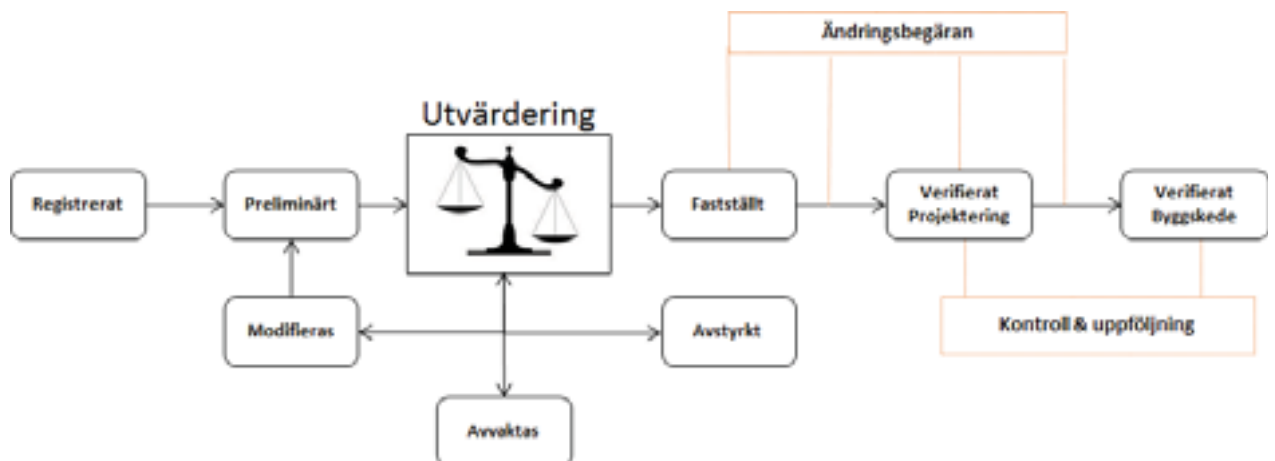 Ändringsbegäran
Utvärdering
Registrerat
Preliminärt
Fastställt
Verifierat
Projektering
Verifierat
Byggskede
Modifieras
Avstyrkt
Kontroll & uppföljning
Avvaktas